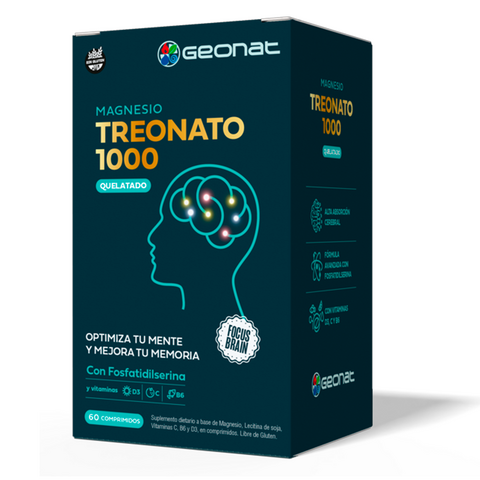 SIN GLUTEN
GEONAT
MAGNESIO
TREONATO
1000
QUELATADO
OPTIMIZA TU MENTE
Y MEJORA TU MEMORIA
FOCUS
BRAIN
Con Fosfatidilserina
y vitaminas D3 C B6
60 COMPRIMIDOS
Suplemento dietario a base de Magnesio, Lecitina de soja,
Vitaminas C, B6 y D3, en comprimidos. Libre de Gluten.
MAGNESIO
TREONATO
1000
QUELATADO
ALTA ABSORCIÓN
CEREBRAL
FÓRMULA
AVANZADA CON
FOSFATIDILSERINA
CON VITAMINAS
D3, C Y B6
GEONAT